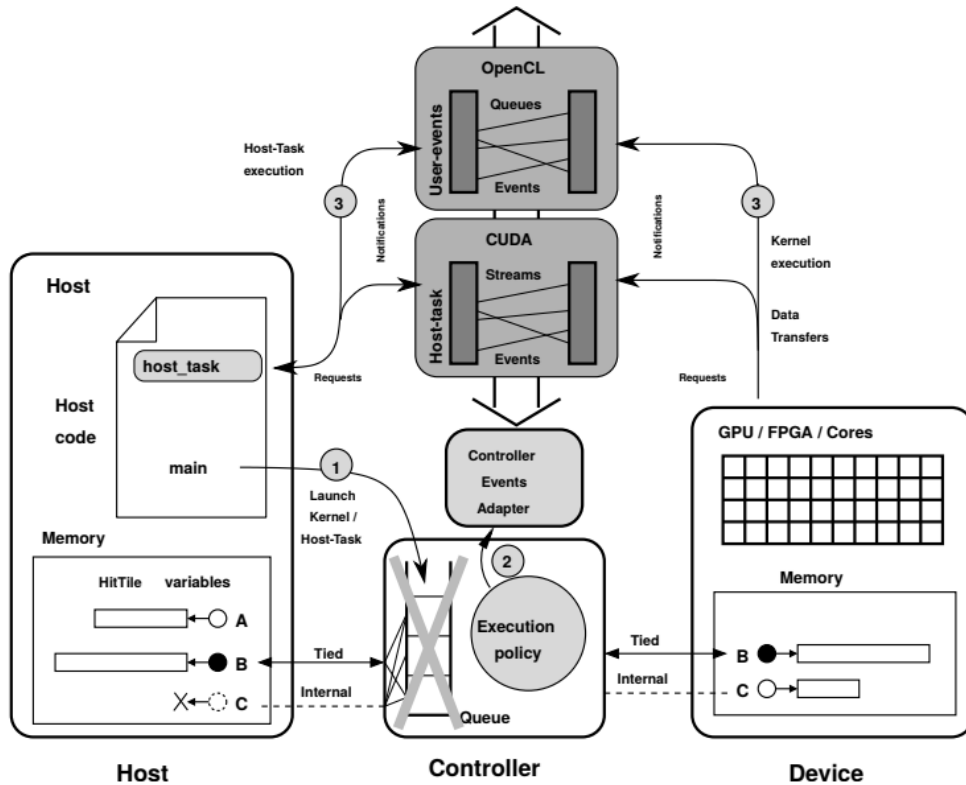 OpenCL
Queues
User-events
Events
Host-Task
execution
3
Notifications
3
Notifications
Kernel
execution
Data
Transfers
CUDA
Streams
Host-task
Events
Requests
Requests
Host
host_task
Host
code
main
1
Launch
Kernel /
Host-Task
Controller
Events
Adapter
GPU / FPGA / Cores
Memory
HitTile variables
A
B
C
Tied
Internal
2
Execution
policy
Queue
Tied
Internal
Memory
B
C
Host
Controller
Device